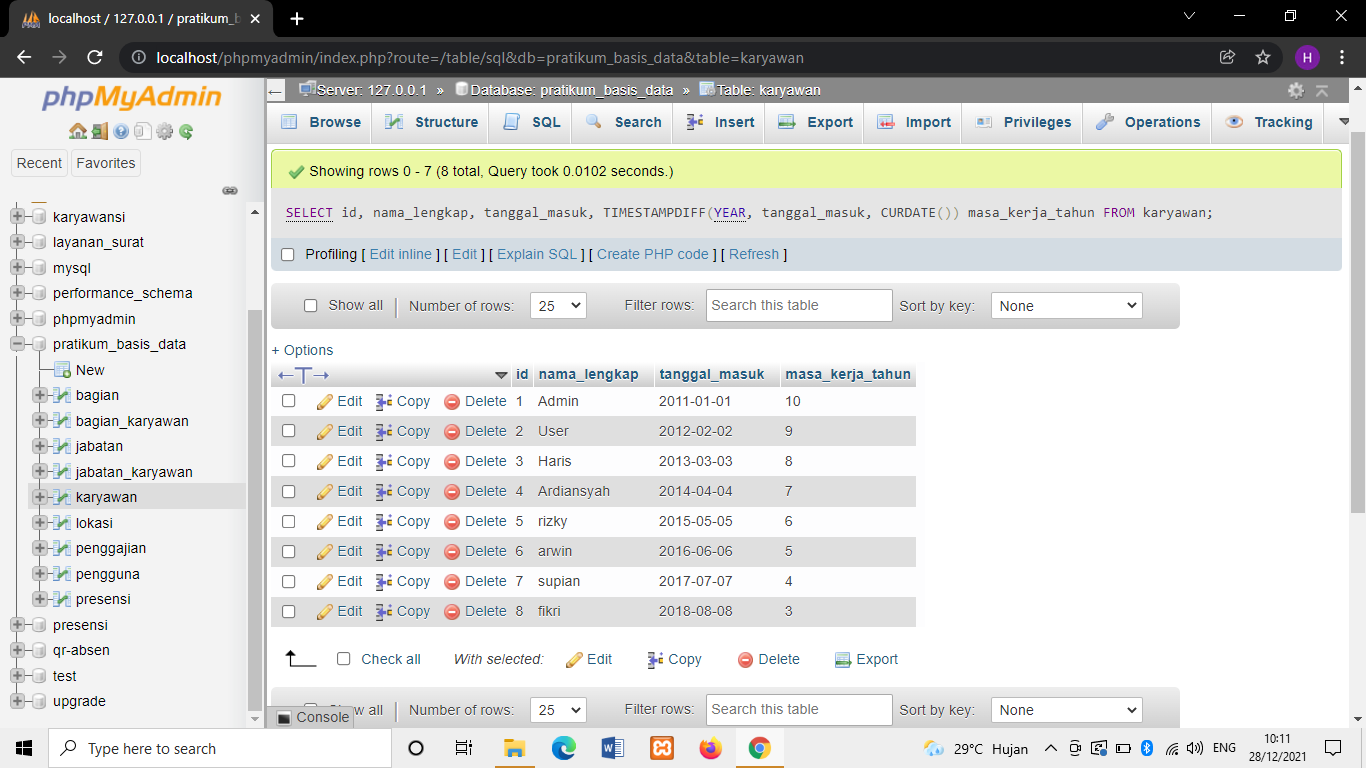 localhost / 127.0.0.1 / pratikum_b
localhost/phpmyadmin/index.php?route=/table/sql&db=pratikum_basis_data&table=karyawan
H
phpMyAdmin
Recent Favorites
karyawansi
layanan_surat
mysql
performance_schema
phpmyadmin
pratikum_basis_data
New
bagian
bagian_karyawan
jabatan
jabatan_karyawan
karyawan
lokasi
penggajian
pengguna
presensi
presensi
qr-absen
test
upgrade
Server: 127.0.0.1 » Database: pratikum_basis_data » Table: karyawan
Browse Structure SQL Search Insert Export Import Privileges Operations Tracking
Showing rows 0 - 7 (8 total, Query took 0.0102 seconds.)
SELECT id, nama_lengkap, tanggal_masuk, TIMESTAMPDIFF(YEAR, tanggal_masuk, CURDATE()) masa_kerja_tahun FROM karyawan;
Profiling [ Edit inline ] [ Edit ] [ Explain SQL ] [ Create PHP code ] [ Refresh ]
Show all | Number of rows: 25 Filter rows: Search this table Sort by key: None
+ Options
←T→ id nama_lengkap tanggal_masuk masa_kerja_tahun
Edit Copy Delete 1 Admin 2011-01-01 10
Edit Copy Delete 2 User 2012-02-02 9
Edit Copy Delete 3 Haris 2013-03-03 8
Edit Copy Delete 4 Ardiansyah 2014-04-04 7
Edit Copy Delete 5 rizky 2015-05-05 6
Edit Copy Delete 6 arwin 2016-06-06 5
Edit Copy Delete 7 supian 2017-07-07 4
Edit Copy Delete 8 fikri 2018-08-08 3
Check all With selected: Edit Copy Delete Export
all | Number of rows: 25 Filter rows: Search this table Sort by key: None
Console
Type here to search
29°C Hujan ENG 10:11
28/12/2021